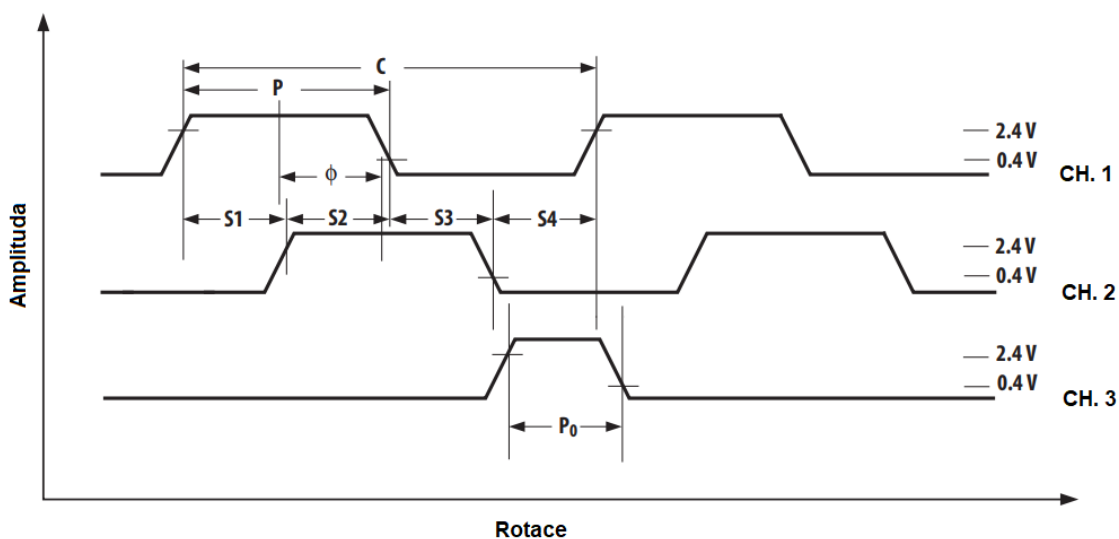 C
P
2.4 V
0.4 V
CH. 1
ϕ
S1 S2 S3 S4
2.4 V
0.4 V
CH. 2
Amplituda
2.4 V
0.4 V
CH. 3
P0
Rotace